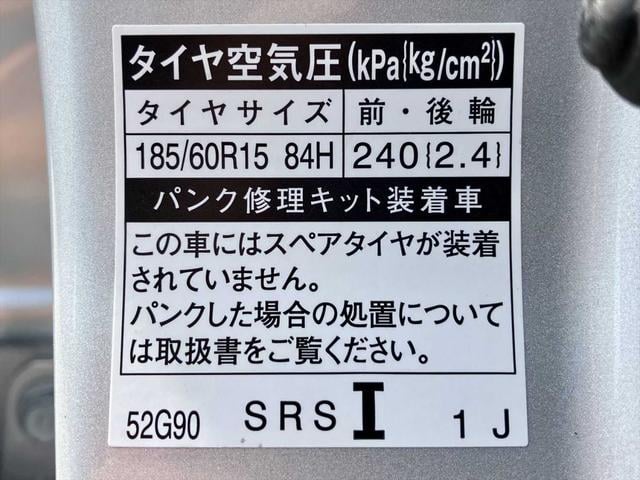 タイヤ空気圧(kPa{kg/cm²})
タイヤサイズ 前・後輪
185/60R15 84H 240{2.4}
パンク修理キット装着車
この車にはスペアタイヤが装着
されていません。
パンクした場合の処置について
は取扱書をご覧ください。
52G90 SRS I 1J